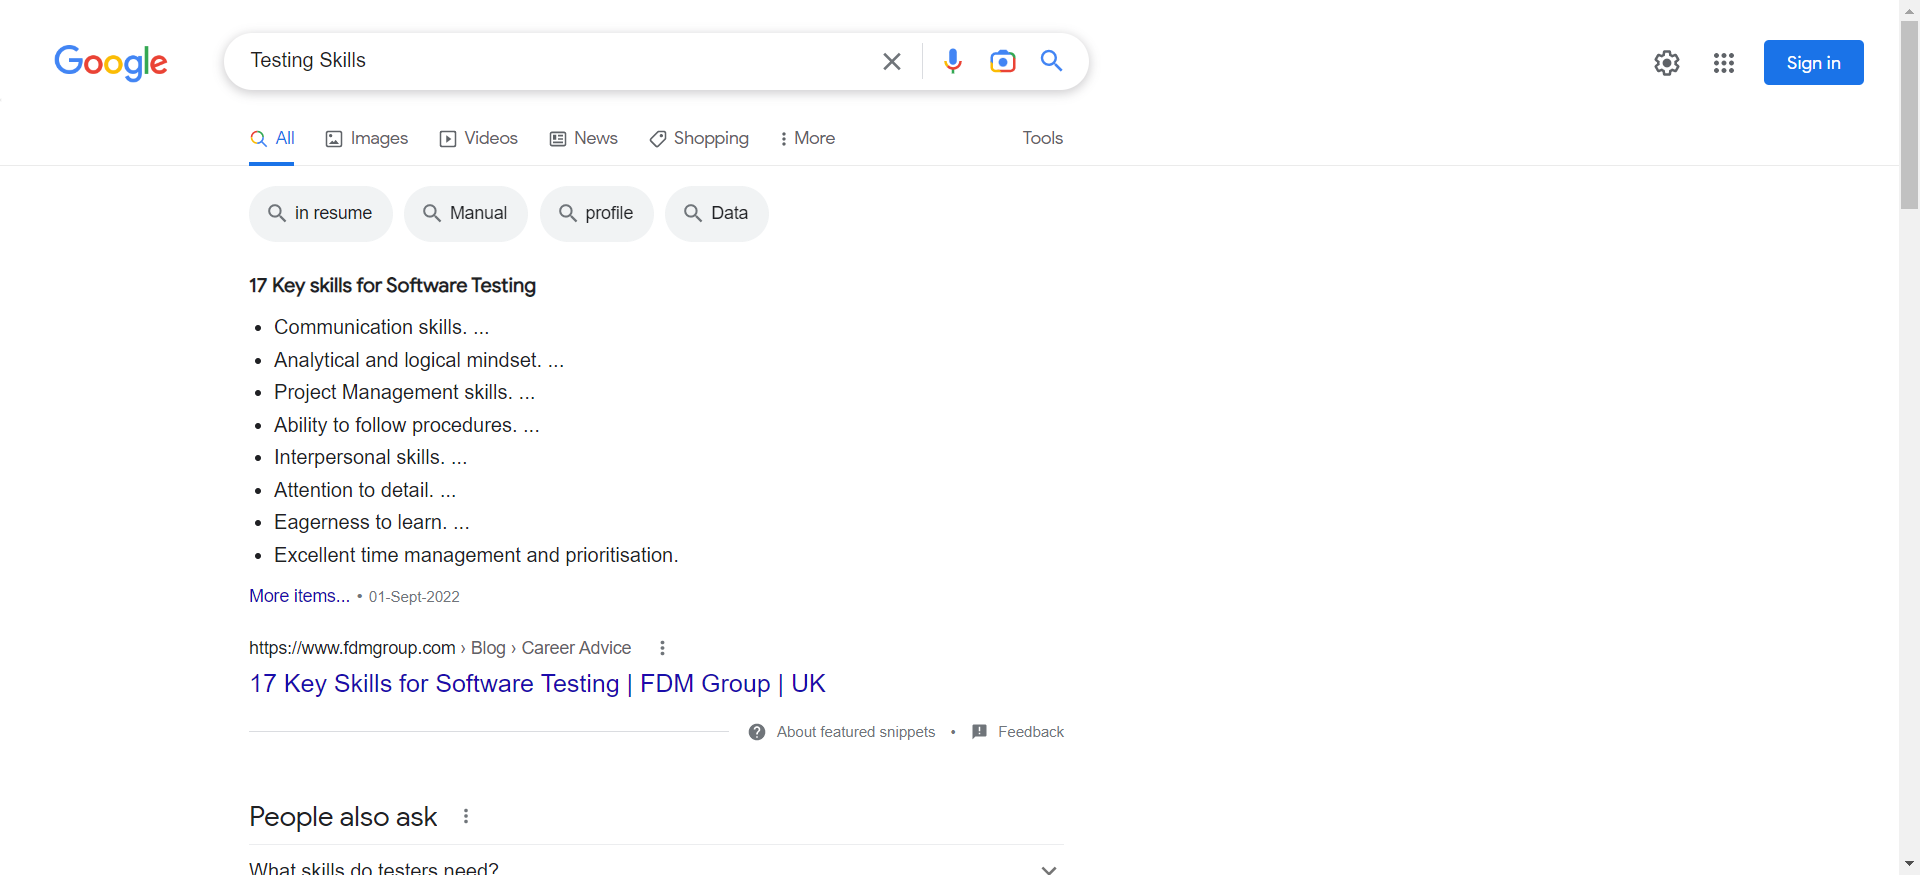 Google
Testing Skills
Sign in
All Images Videos News Shopping More Tools
in resume Manual profile Data
17 Key skills for Software Testing
• Communication skills. ...
• Analytical and logical mindset. ...
• Project Management skills. ...
• Ability to follow procedures. ...
• Interpersonal skills. ...
• Attention to detail. ...
• Eagerness to learn. ...
• Excellent time management and prioritisation.
More items... • 01-Sept-2022
https://www.fdmgroup.com › Blog › Career Advice
17 Key Skills for Software Testing | FDM Group | UK
About featured snippets • Feedback
People also ask
What skills do testers need?